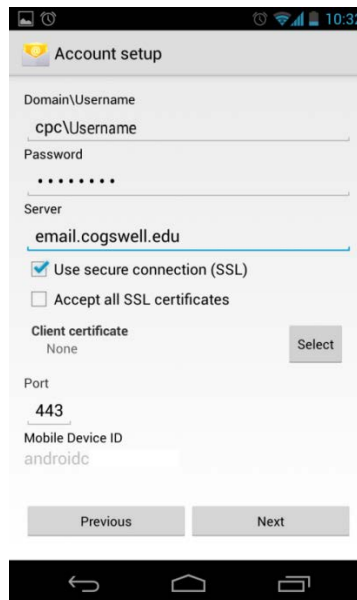 10:32
Account setup
Domain\Username
cpc\Username
Password
Server
email.cogswell.edu
Use secure connection (SSL)
Accept all SSL certificates
Client certificate
None
Select
Port
443
Mobile Device ID
androidc
Previous
Next